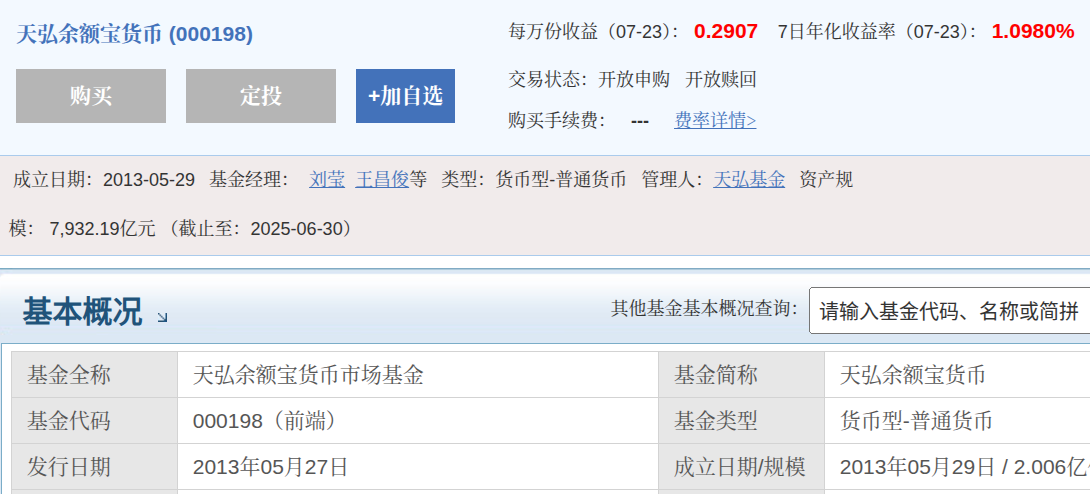 天弘余额宝货币 (000198)
每万份收益（07-23）： 0.2907 7日年化收益率（07-23）： 1.0980%
购买 定投 +加自选
交易状态：开放申购 开放赎回
购买手续费： --- 费率详情>
成立日期：2013-05-29 基金经理： 刘莹 王昌俊等 类型：货币型-普通货币 管理人：天弘基金 资产规
模： 7,932.19亿元 （截止至：2025-06-30）
基本概况
其他基金基本概况查询： 请输入基金代码、名称或简拼
基金全称 天弘余额宝货币市场基金 基金简称 天弘余额宝货币
基金代码 000198（前端） 基金类型 货币型-普通货币
发行日期 2013年05月27日 成立日期/规模 2013年05月29日 / 2.006亿